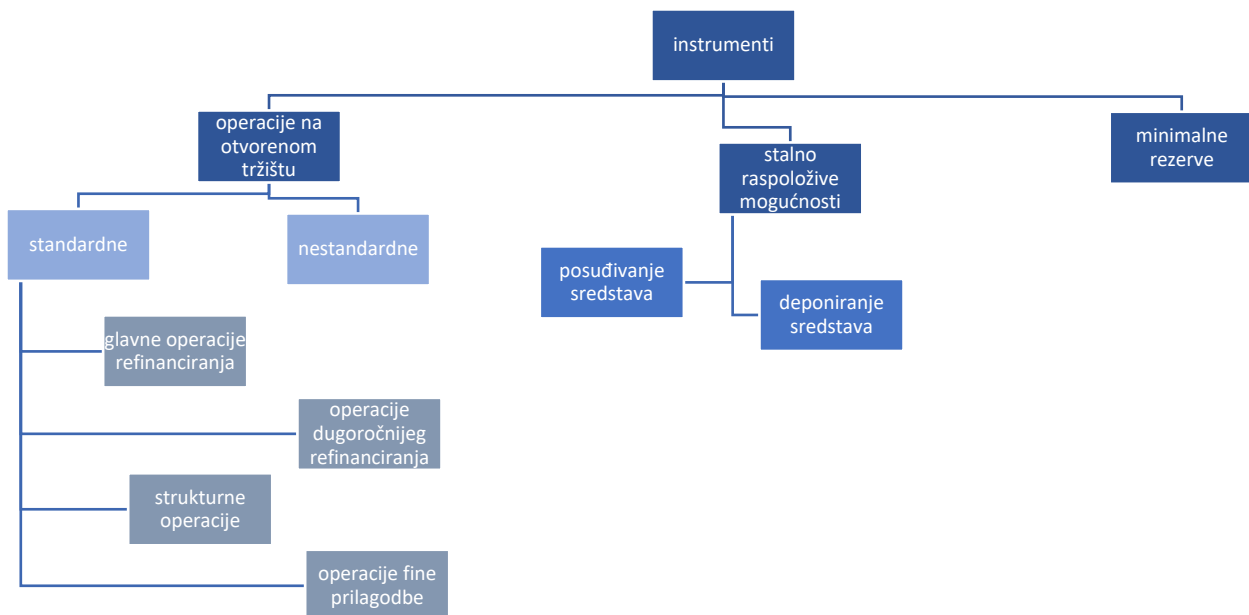 instrumenti
operacije na
otvorenom
tržištu
stalno
raspoložive
mogućnosti
minimalne
rezerve
standardne
nestandardne
posuđivanje
sredstava
deponiranje
sredstava
glavne operacije
refinanciranja
operacije
dugoročnijeg
refinanciranja
strukturne
operacije
operacije fine
prilagodbe